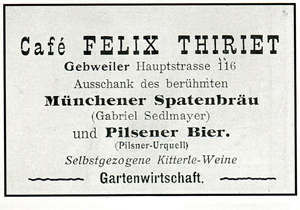 Café FELIX THIRIET
Gebweiler Hauptstrasse 116
Ausschank des berühmten
Münchener Spatenbräu
(Gabriel Sedlmayer)
und Pilsener Bier.
(Pilsner-Urquell)
Selbstgezogene Kitterle-Weine
Gartenwirtschaft.